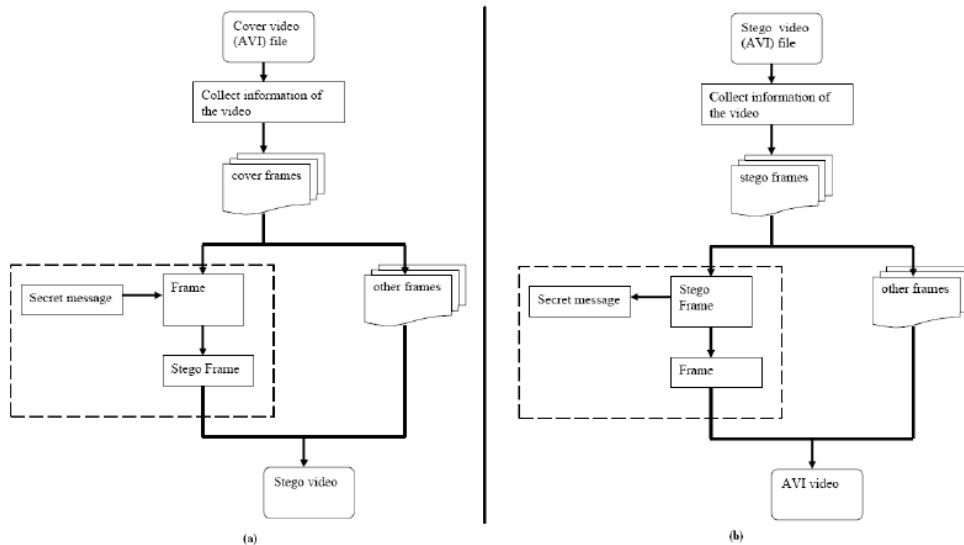 Cover video
(AVI) file
Collect information of
the video
cover frames
Frame
Secret message
Stego Frame
other frames
Stego video
(a)
Stego video
(AVI) file
Collect information of
the video
stego frames
Stego
Frame
Secret message
Frame
other frames
AVI video
(b)